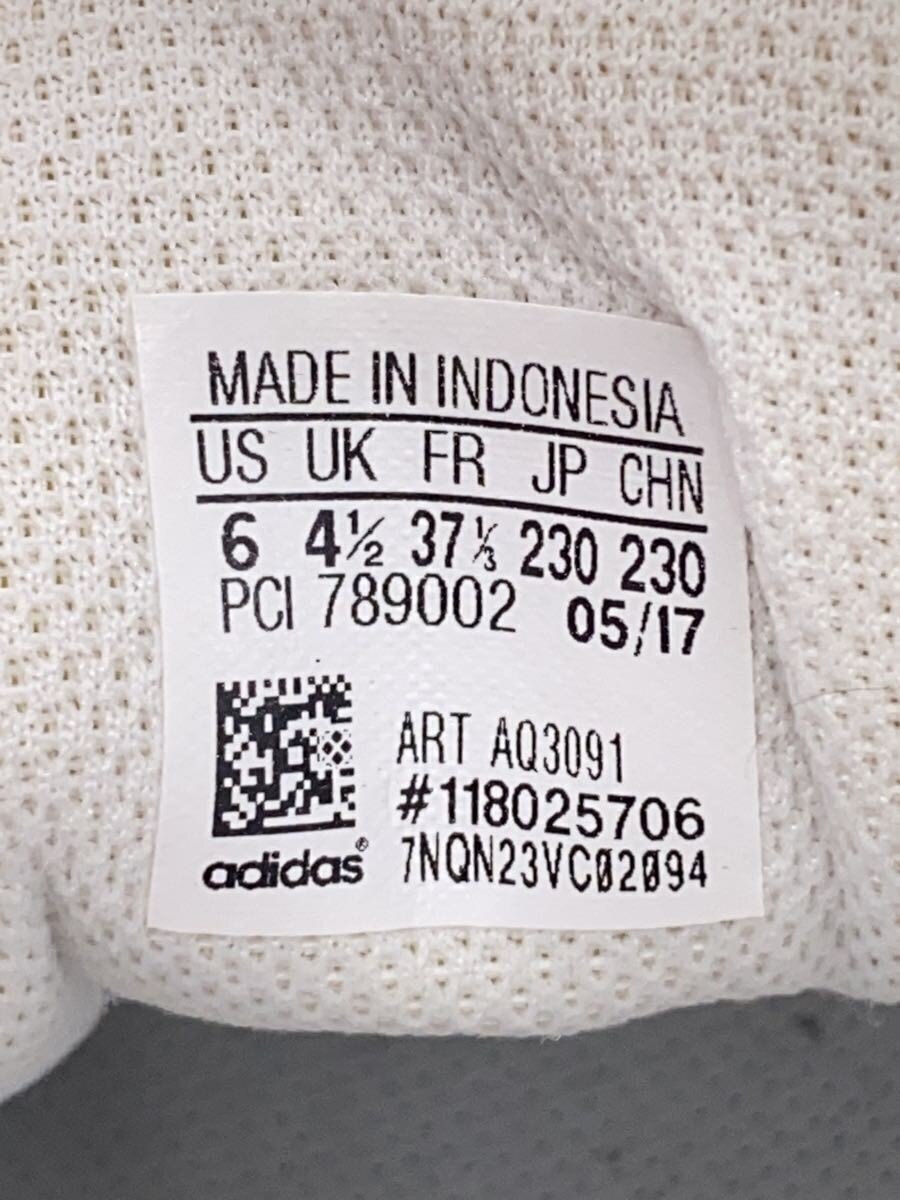 MADE IN INDONESIA
US UK FR JP CHN
6 4½ 37⅓ 230 230
PCI 789002 05/17
ART AQ3091
#118025706
adidas® 7NQN23VC02094